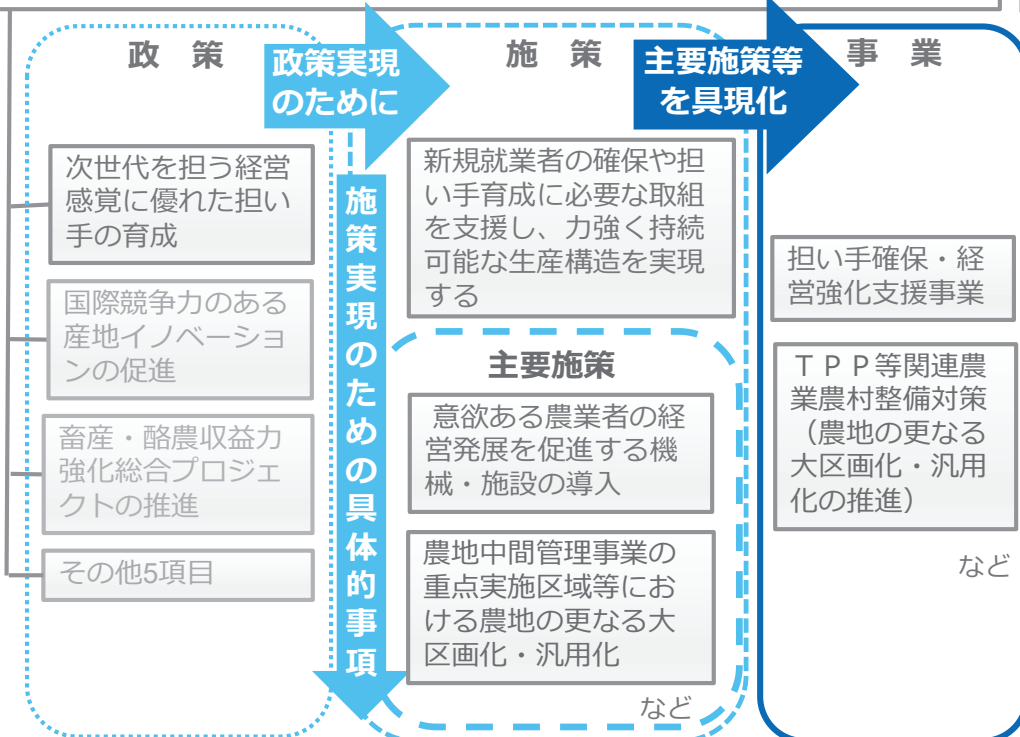 政　策
政策実現
のために
施　策
主要施策等
を具現化
事　業
次世代を担う経営
感覚に優れた担い
手の育成
国際競争力のある
産地イノベーショ
ンの促進
畜産・酪農収益力
強化総合プロジェ
クトの推進
その他5項目
施策実現のための具体的事項
新規就業者の確保や担
い手育成に必要な取組
を支援し、力強く持続
可能な生産構造を実現
する
主要施策
意欲ある農業者の経
営発展を促進する機
械・施設の導入
農地中間管理事業の
重点実施区域等にお
ける農地の更なる大
区画化・汎用化
など
担い手確保・経
営強化支援事業
ＴＰＰ等関連農
業農村整備対策
（農地の更なる
大区画化・汎用
化の推進）
など